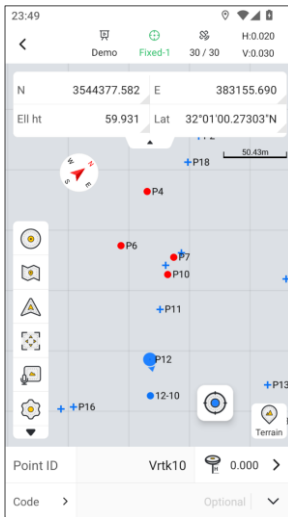 23:49
H:0.020
Demo Fixed-1 30 / 30 V:0.030
N 3544377.582 E 383155.690
Ell ht 59.931 Lat 32°01'00.27303"N
P18
50.43m
N
W
E
S
P4
P6
P7
P10
P11
P12
12-10
P13
P16
Terrain
Point ID Vrtk10 0.000
Code Optional